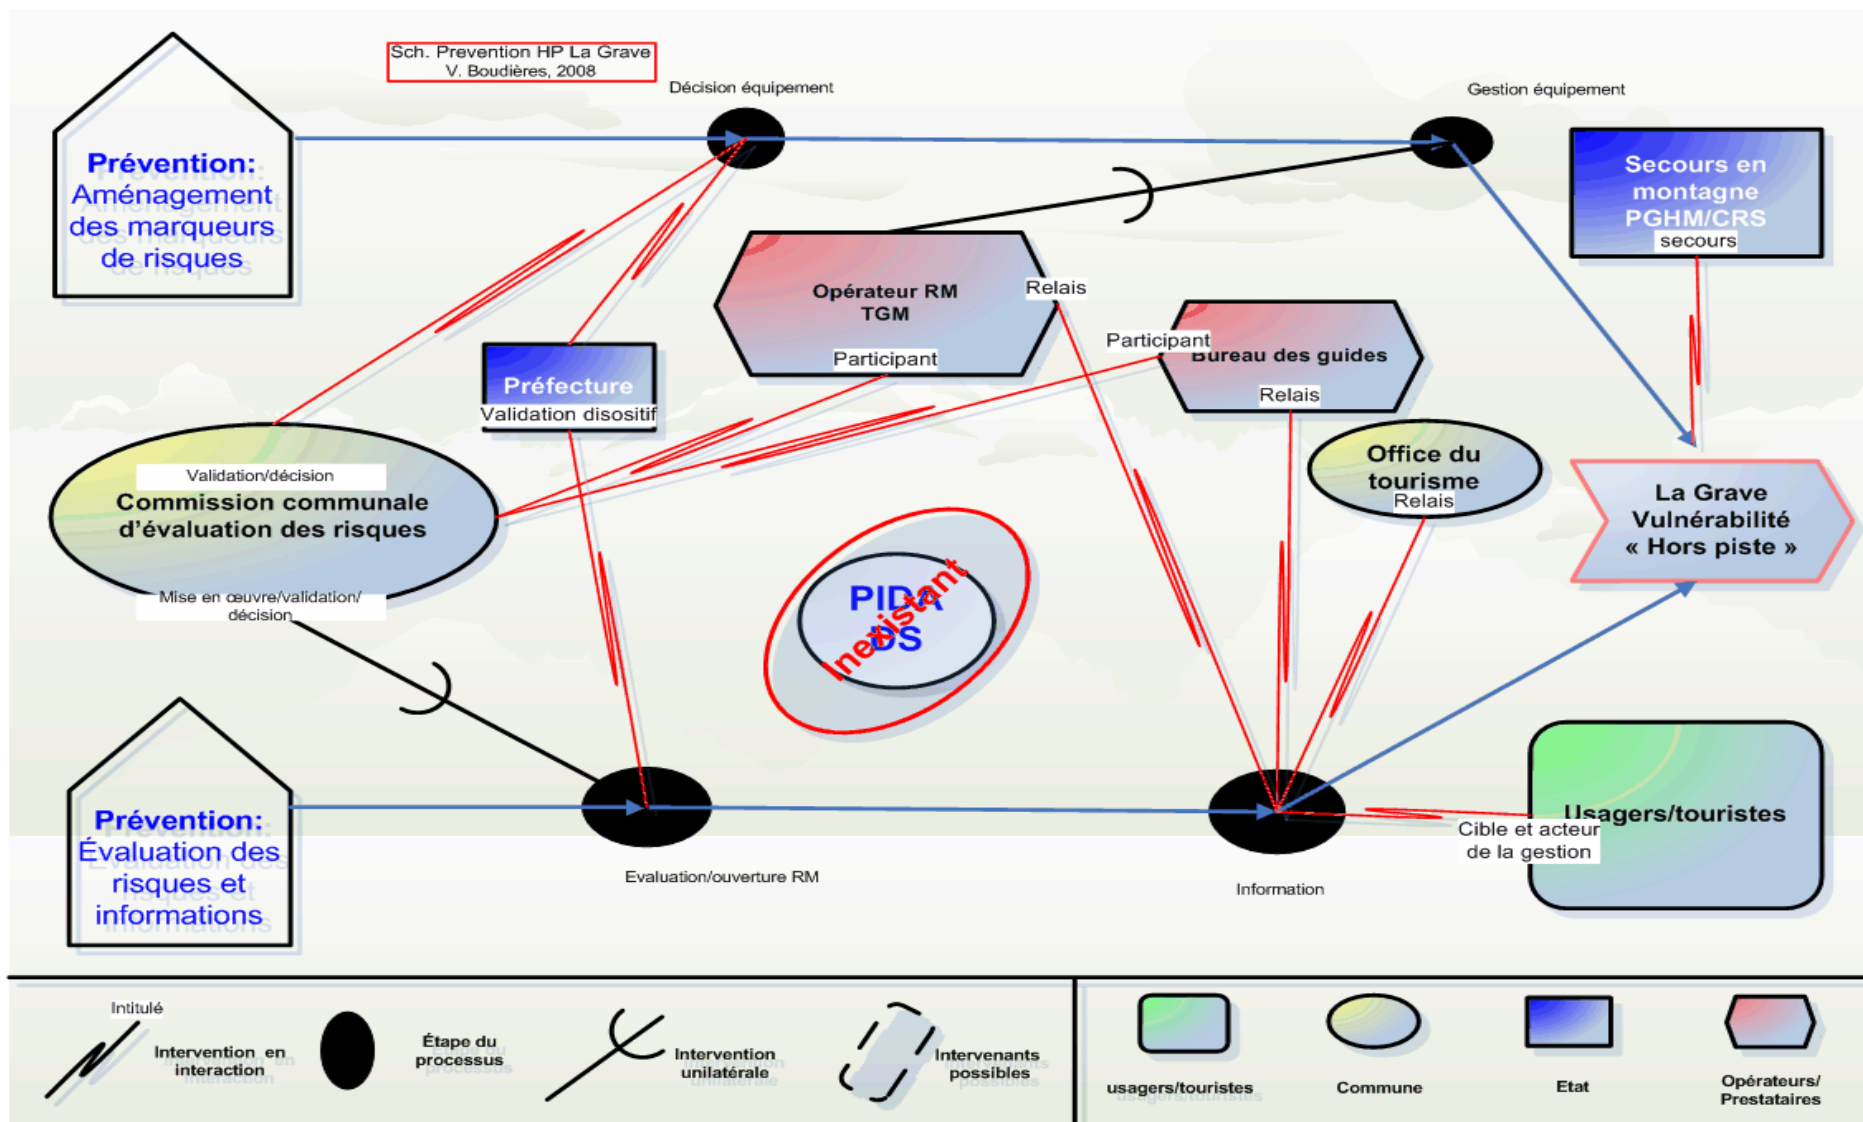 Sch. Prevention HP La Grave
V. Boudières, 2008
Décision équipement
Gestion équipement
Prévention:
Aménagement
des marqueurs
de risques
Secours en
montagne
PGHM/CRS
secours
Opérateur RM
TGM
Relais
Participant
Participant
Bureau des guides
Relais
Préfecture
Validation disositif
Office du
tourisme
Relais
Validation/décision
Commission communale
d'évaluation des risques
Mise en œuvre/validation/
décision
La Grave
Vulnérabilité
« Hors piste »
PIDA
DS
Inexistant
Prévention:
Évaluation des
risques et
informations
Usagers/touristes
Cible et acteur
de la gestion
Evaluation/ouverture RM
Information
Intitulé
Intervention en
interaction
Étape du
processus
Intervention
unilatérale
Intervenants
possibles
usagers/touristes
Commune
Etat
Opérateurs/
Prestataires